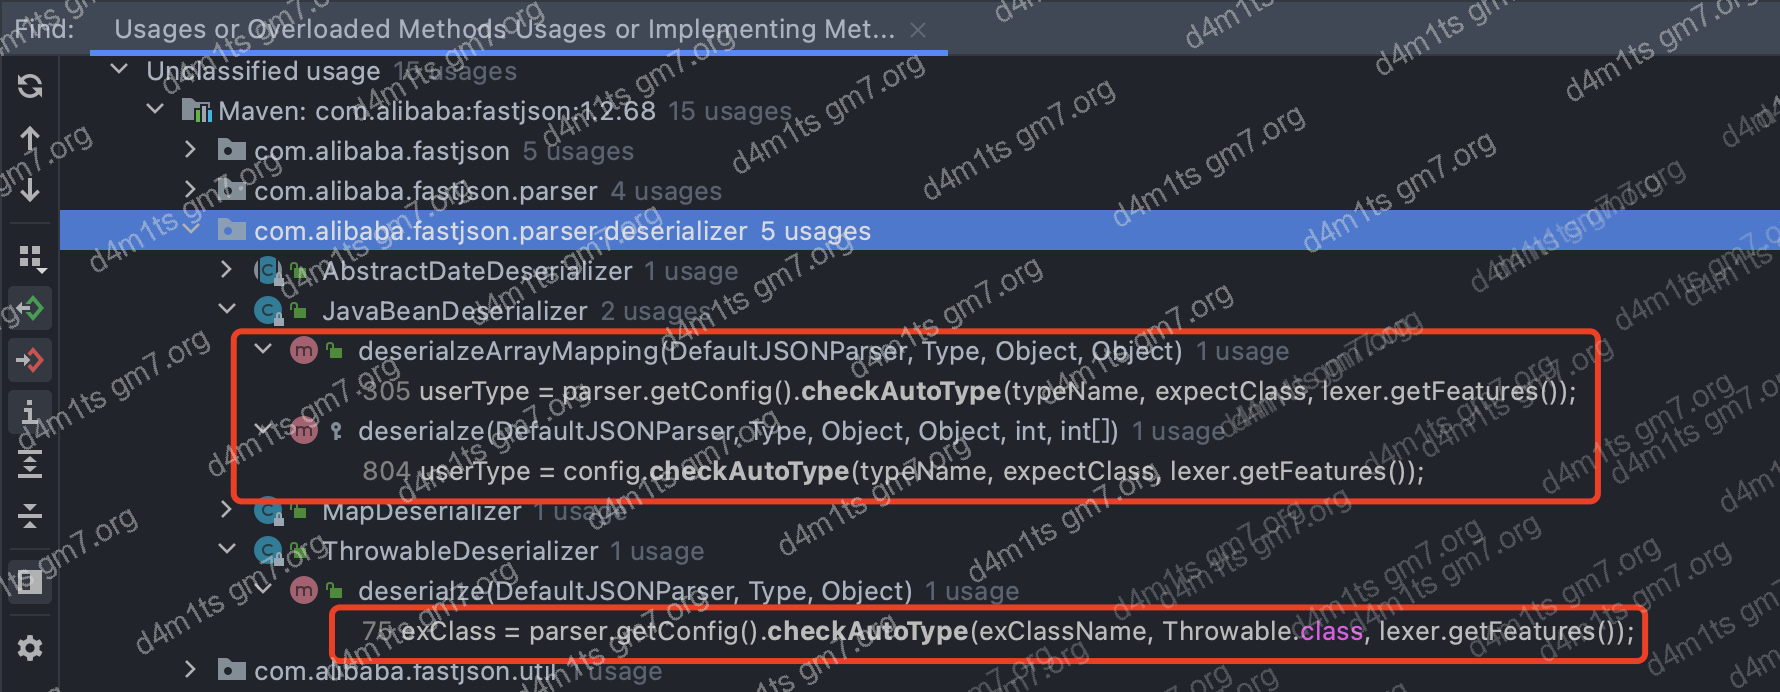 Find: Usages or Overloaded Methods Usages or Implementing Met...
Unclassified usage 15 usages
Maven: com.alibaba:fastjson:1.2.68 15 usages
com.alibaba.fastjson 5 usages
com.alibaba.fastjson.parser 4 usages
com.alibaba.fastjson.parser.deserializer 5 usages
AbstractDateDeserializer 1 usage
JavaBeanDeserializer 2 usages
deserialzeArrayMapping(DefaultJSONParser, Type, Object, Object) 1 usage
305 userType = parser.getConfig().checkAutoType(typeName, expectClass, lexer.getFeatures());
deserialze(DefaultJSONParser, Type, Object, Object, int, int[]) 1 usage
804 userType = config.checkAutoType(typeName, expectClass, lexer.getFeatures());
MapDeserializer 1 usage
ThrowableDeserializer 1 usage
deserialze(DefaultJSONParser, Type, Object) 1 usage
75 exClass = parser.getConfig().checkAutoType(exClassName, Throwable.class, lexer.getFeatures());
com.alibaba.fastjson.util 1 usage
d4m1ts gm7.org